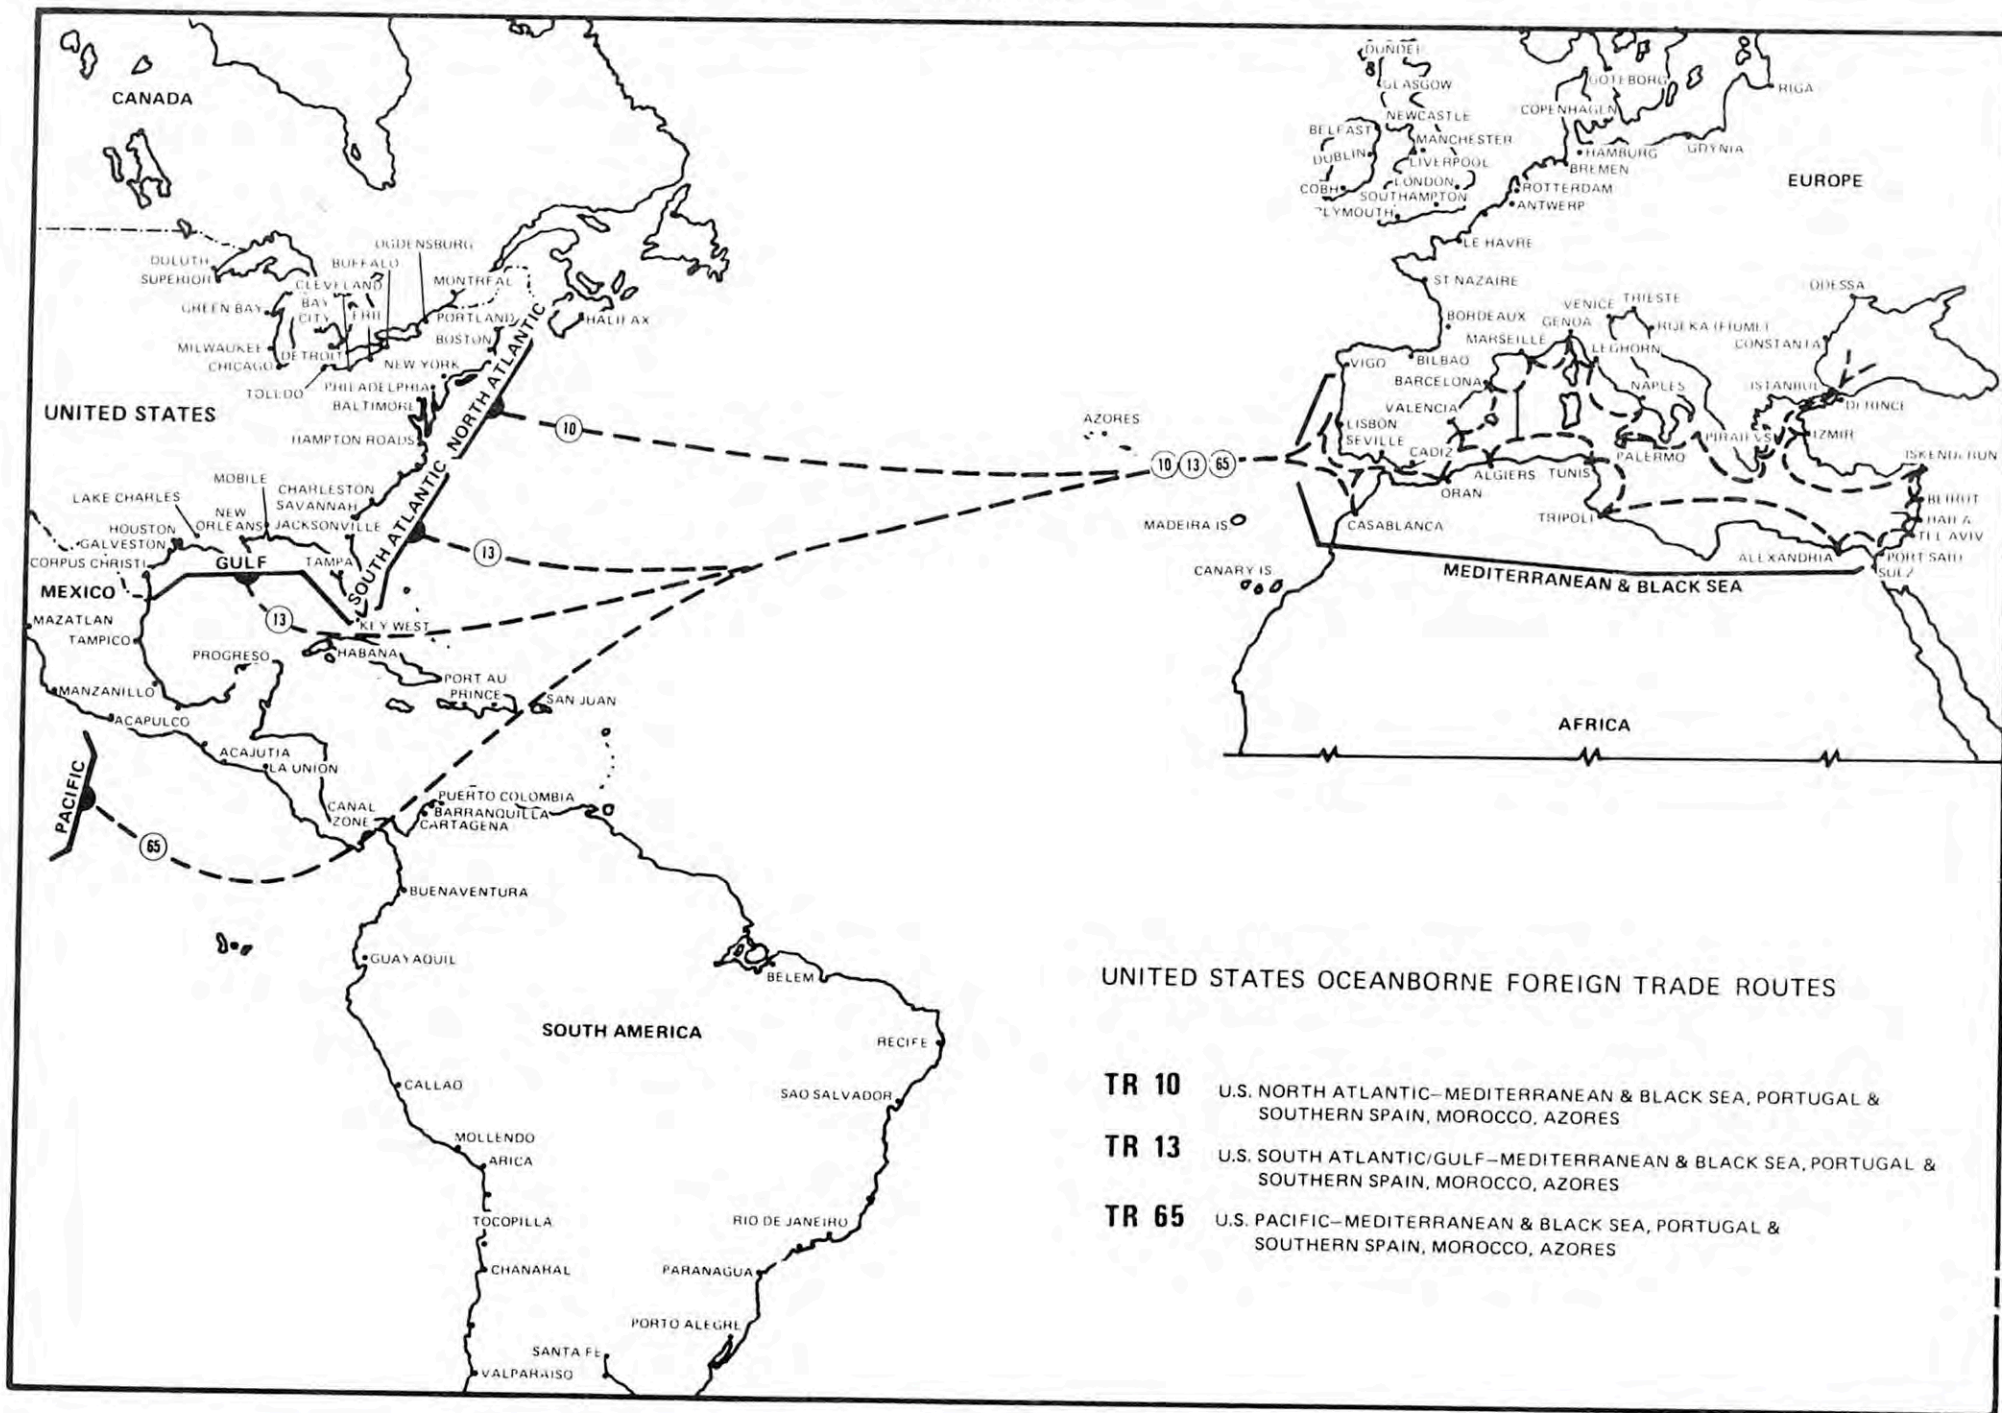 CANADA
OGDENSBURG
DULUTH
BUFFALO
SUPERIOR
CLEVELAND
MONTREAL
GREEN BAY
BAY
CITY
ERIE
PORTLAND
HALIFAX
BOSTON
MILWAUKEE
DETROIT
CHICAGO
NEW YORK
TOLEDO
PHILADELPHIA
BALTIMORE
UNITED STATES
HAMPTON ROADS
NORTH ATLANTIC
SOUTH ATLANTIC
MOBILE
CHARLESTON
LAKE CHARLES
SAVANNAH
NEW
ORLEANS
JACKSONVILLE
HOUSTON
GALVESTON
CORPUS CHRISTI
GULF
TAMPA
MEXICO
MAZATLAN
KEY WEST
TAMPICO
HABANA
PROGRESO
PORT AU
PRINCE
SAN JUAN
MANZANILLO
ACAPULCO
ACAJUTIA
LA UNION
PACIFIC
CANAL
ZONE
PUERTO COLOMBIA
BARRANQUILLA
CARTAGENA
10
13
13
65
BUENAVENTURA
GUAYAQUIL
BELEM
SOUTH AMERICA
RECIFE
CALLAO
SAO SALVADOR
MOLLENDO
ARICA
TOCOPILLA
RIO DE JANEIRO
CHANARAL
PARANAGUA
PORTO ALEGRE
SANTA FE
VALPARAISO
DUNDEE
GLASGOW
GOTEBORG
RIGA
NEWCASTLE
COPENHAGEN
BELFAST
MANCHESTER
DUBLIN
LIVERPOOL
HAMBURG
GDYNIA
BREMEN
COBH
LONDON
ROTTERDAM
EUROPE
SOUTHAMPTON
ANTWERP
PLYMOUTH
LE HAVRE
ST NAZAIRE
ODESSA
VENICE
TRIESTE
BORDEAUX
GENOA
RIJEKA (FIUME)
MARSEILLE
LEGHORN
CONSTANTA
VIGO
BILBAO
BARCELONA
NAPLES
ISTANBUL
DERINCE
VALENCIA
AZORES
LISBON
SEVILLE
PIRAEVS
IZMIR
CADIZ
PALERMO
ISKENDERUN
10 13 65
ALGIERS
TUNIS
ORAN
BEIRUT
MADEIRA IS
CASABLANCA
TRIPOLI
HAIFA
TEL AVIV
ALEXANDRIA
PORT SAID
SUEZ
CANARY IS
MEDITERRANEAN & BLACK SEA
AFRICA
UNITED STATES OCEANBORNE FOREIGN TRADE ROUTES
TR 10 U.S. NORTH ATLANTIC–MEDITERRANEAN & BLACK SEA, PORTUGAL &
SOUTHERN SPAIN, MOROCCO, AZORES
TR 13 U.S. SOUTH ATLANTIC/GULF–MEDITERRANEAN & BLACK SEA, PORTUGAL &
SOUTHERN SPAIN, MOROCCO, AZORES
TR 65 U.S. PACIFIC–MEDITERRANEAN & BLACK SEA, PORTUGAL &
SOUTHERN SPAIN, MOROCCO, AZORES